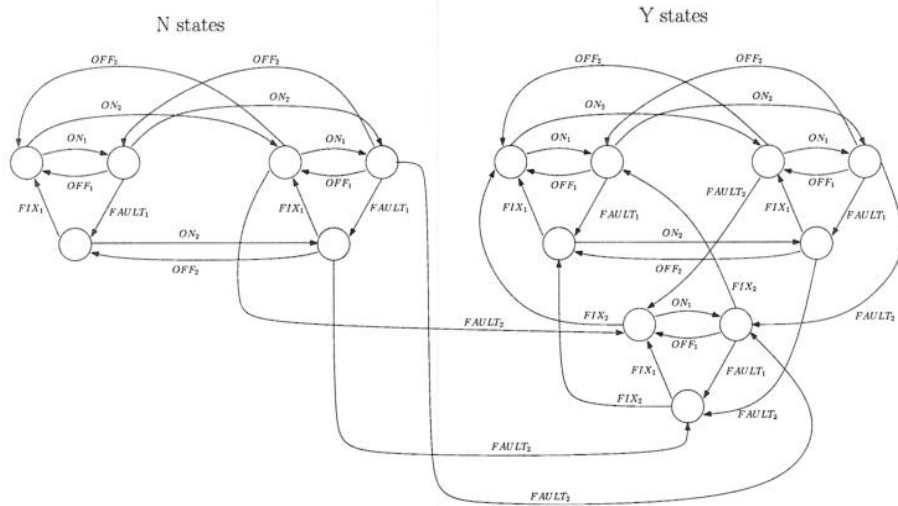 N states
Y states
OFF₂
OFF₂
OFF₂
OFF₂
ON₂
ON₂
ON₂
ON₂
ON₁
ON₁
ON₁
ON₁
OFF₁
OFF₁
OFF₁
OFF₁
FAULT₂
FIX₁
FAULT₁
FIX₁
FAULT₁
FIX₁
FAULT₁
FIX₁
FAULT₁
ON₂
ON₂
OFF₂
OFF₂
FIX₂
ON₁
FAULT₂
FIX₂
FAULT₂
OFF₁
FIX₁
FAULT₁
FIX₂
FAULT₂
FAULT₂
FAULT₂